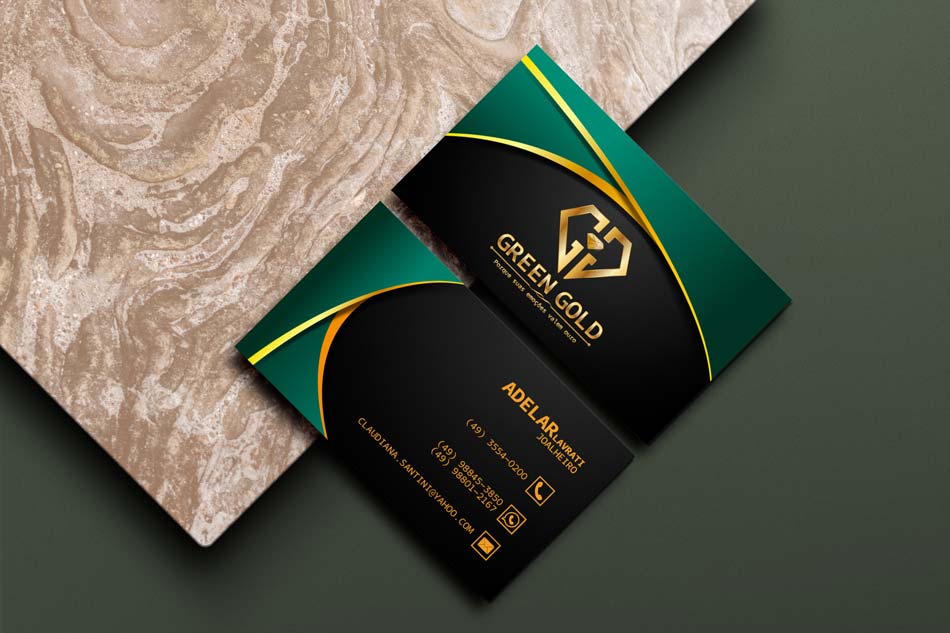 GREEN GOLD
Porque suas emoções valem ouro
ADELAR
LAVRATI
JOALHEIRO
(49) 3554-0200
(49) 98845-3850
(49) 98801-2167
CLAUDIANA.SANTINI@YAHOO.COM